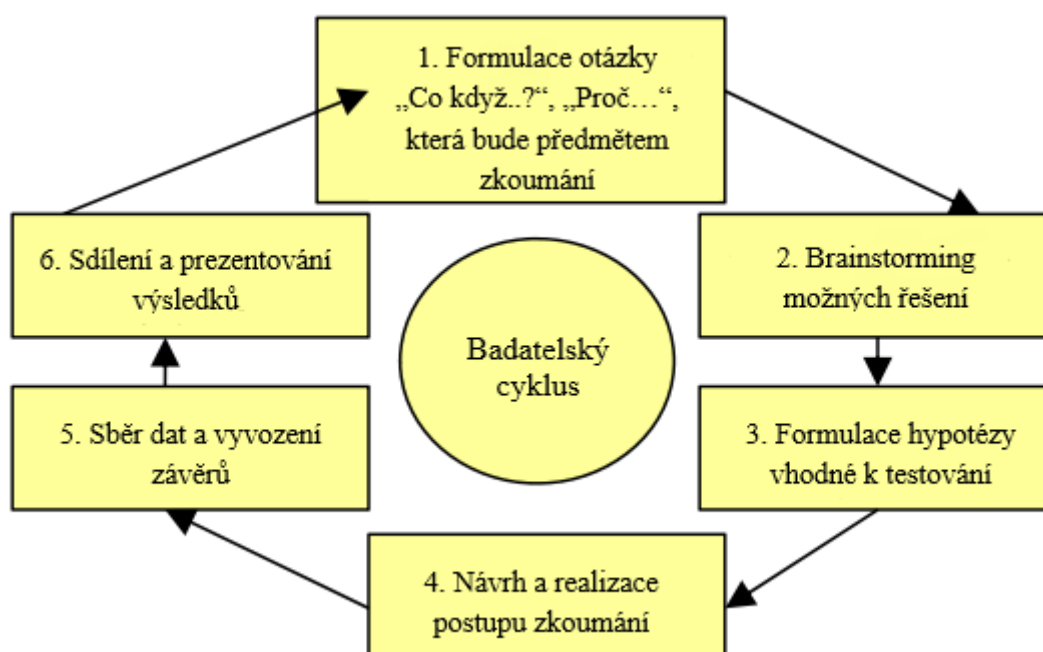 1. Formulace otázky
„Co když..?“, „Proč…“,
která bude předmětem
zkoumání
2. Brainstorming
možných řešení
3. Formulace hypotézy
vhodné k testování
4. Návrh a realizace
postupu zkoumání
5. Sběr dat a vyvození
závěrů
6. Sdílení a prezentování
výsledků
Badatelský
cyklus